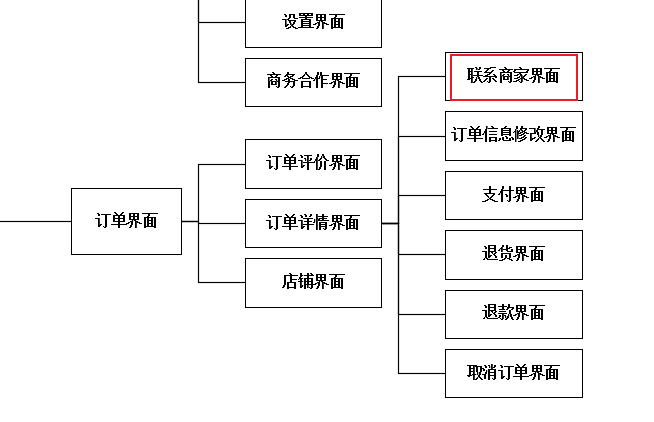 设置界面
商务合作界面
联系商家界面
订单信息修改界面
订单评价界面
支付界面
订单界面
订单详情界面
退货界面
店铺界面
退款界面
取消订单界面